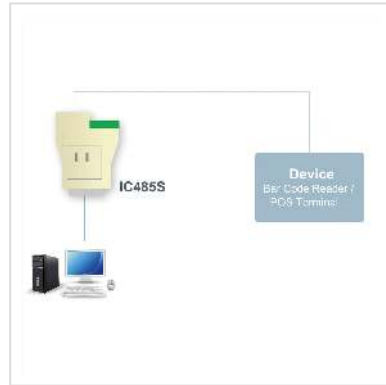 IC485S
Device
Bar Code Reader /
POS Terminal